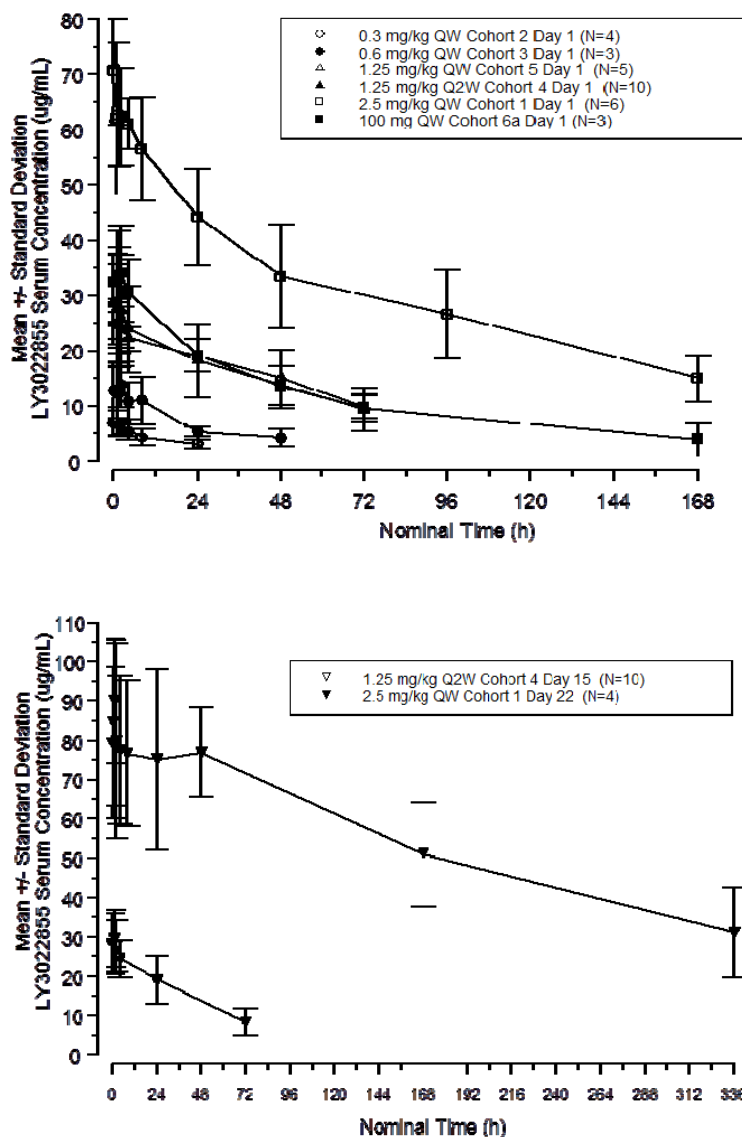 Mean +/- Standard Deviation
LY3022855 Serum Concentration (ug/mL)
80
70
60
50
40
30
20
10
0
0.3 mg/kg QW Cohort 2 Day 1 (N=4)
0.6 mg/kg QW Cohort 3 Day 1 (N=3)
1.25 mg/kg QW Cohort 5 Day 1 (N=5)
1.25 mg/kg Q2W Cohort 4 Day 1 (N=10)
2.5 mg/kg QW Cohort 1 Day 1 (N=6)
100 mg QW Cohort 6a Day 1 (N=3)
0 24 48 72 96 120 144 168
Nominal Time (h)
Mean +/- Standard Deviation
LY3022855 Serum Concentration (ug/mL)
110
100
90
80
70
60
50
40
30
20
10
0
1.25 mg/kg Q2W Cohort 4 Day 15 (N=10)
2.5 mg/kg QW Cohort 1 Day 22 (N=4)
0 24 48 72 96 120 144 168 192 216 240 264 288 312 336
Nominal Time (h)